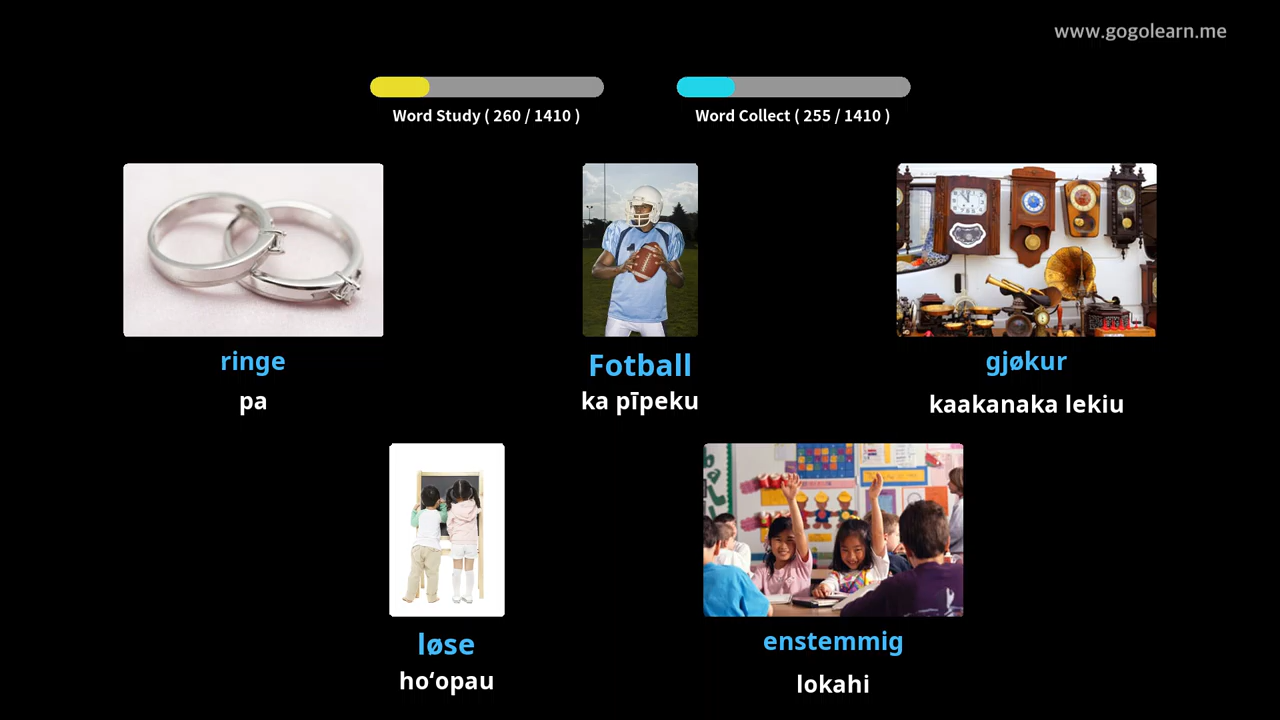 www.gogolearn.me
Word Study ( 260 / 1410 )
Word Collect ( 255 / 1410 )
ringe
pa
Fotball
ka pīpeku
gjøkur
kaakanaka lekiu
løse
hoʻopau
enstemmig
lokahi